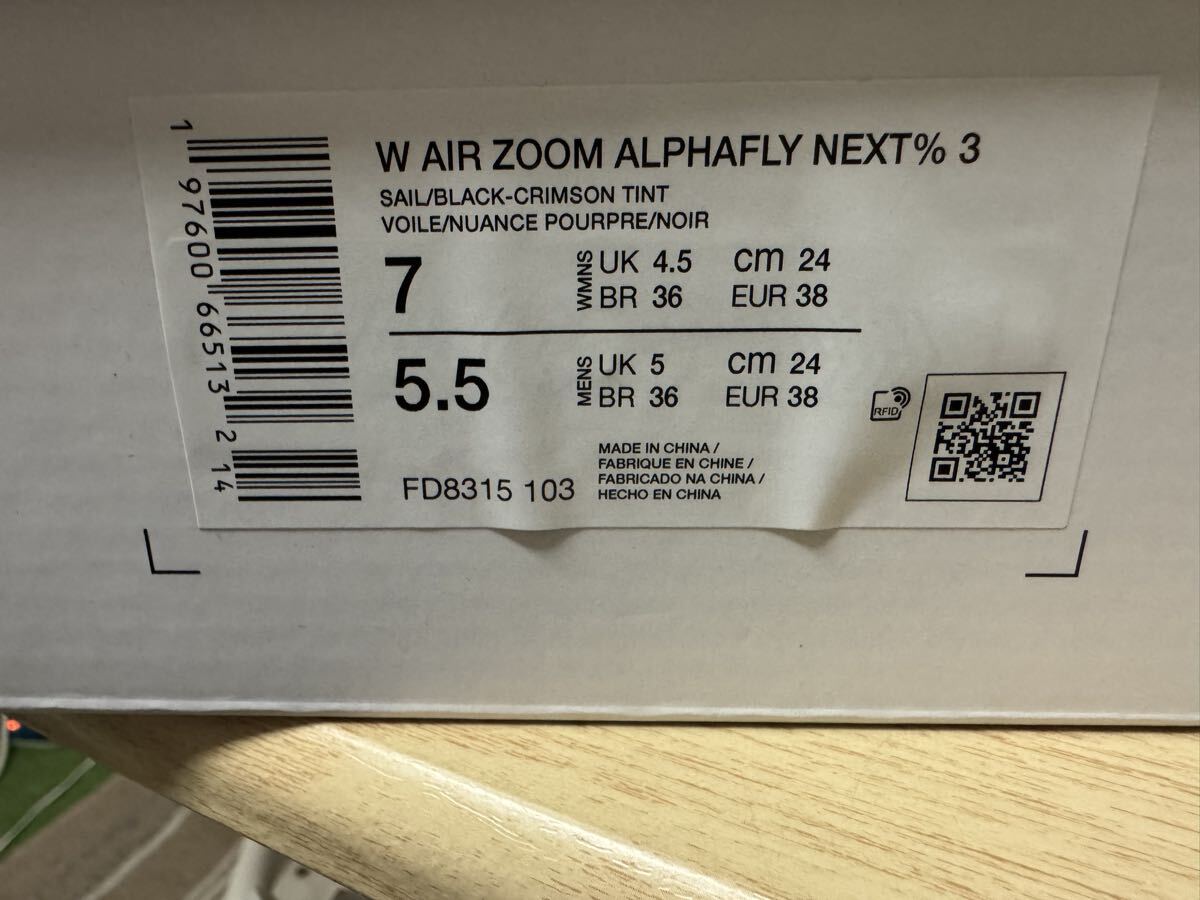 W AIR ZOOM ALPHAFLY NEXT% 3
SAIL/BLACK-CRIMSON TINT
VOILE/NUANCE POURPRE/NOIR
7 WMNS UK 4.5 cm 24
BR 36 EUR 38
5.5 MENS UK 5 cm 24
BR 36 EUR 38
FD8315 103
MADE IN CHINA /
FABRIQUE EN CHINE /
FABRICADO NA CHINA /
HECHO EN CHINA
RFID
1 97600 66513 2 14